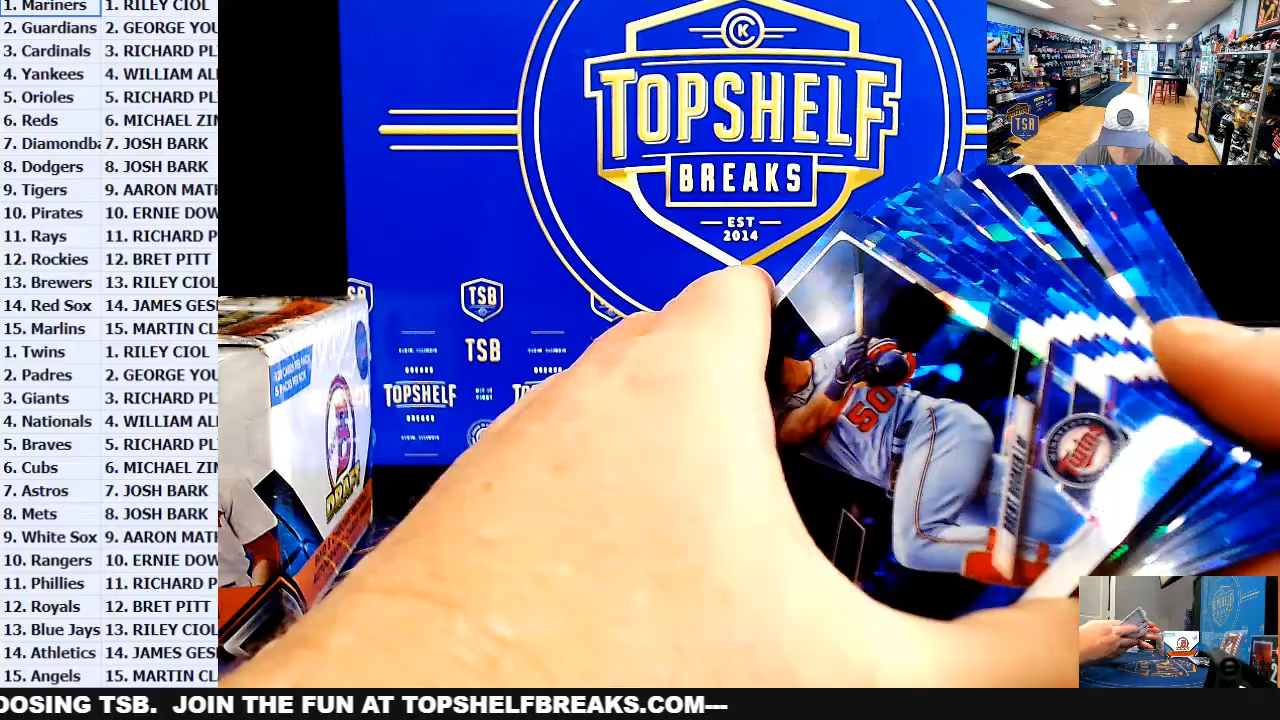 1. Mariners 1. RILEY CIOL
2. Guardians 2. GEORGE YOU
3. Cardinals 3. RICHARD PL
4. Yankees 4. WILLIAM AL
5. Orioles 5. RICHARD PL
6. Reds 6. MICHAEL ZIN
7. Diamondba 7. JOSH BARK
8. Dodgers 8. JOSH BARK
9. Tigers 9. AARON MATH
10. Pirates 10. ERNIE DOW
11. Rays 11. RICHARD P
12. Rockies 12. BRET PITT
13. Brewers 13. RILEY CIOL
14. Red Sox 14. JAMES GES
15. Marlins 15. MARTIN CL
1. Twins 1. RILEY CIOL
2. Padres 2. GEORGE YOU
3. Giants 3. RICHARD PL
4. Nationals 4. WILLIAM AL
5. Braves 5. RICHARD PL
6. Cubs 6. MICHAEL ZIN
7. Astros 7. JOSH BARK
8. Mets 8. JOSH BARK
9. White Sox 9. AARON MATH
10. Rangers 10. ERNIE DOW
11. Phillies 11. RICHARD P
12. Royals 12. BRET PITT
13. Blue Jays 13. RILEY CIOL
14. Athletics 14. JAMES GES
15. Angels 15. MARTIN CL
CK
TOPSHELF
BREAKS
EST
2014
TSB
TSB
TSB
TOPSHELF
DRAFT
50
Twins
OOSING TSB. JOIN THE FUN AT TOPSHELFBREAKS.COM---